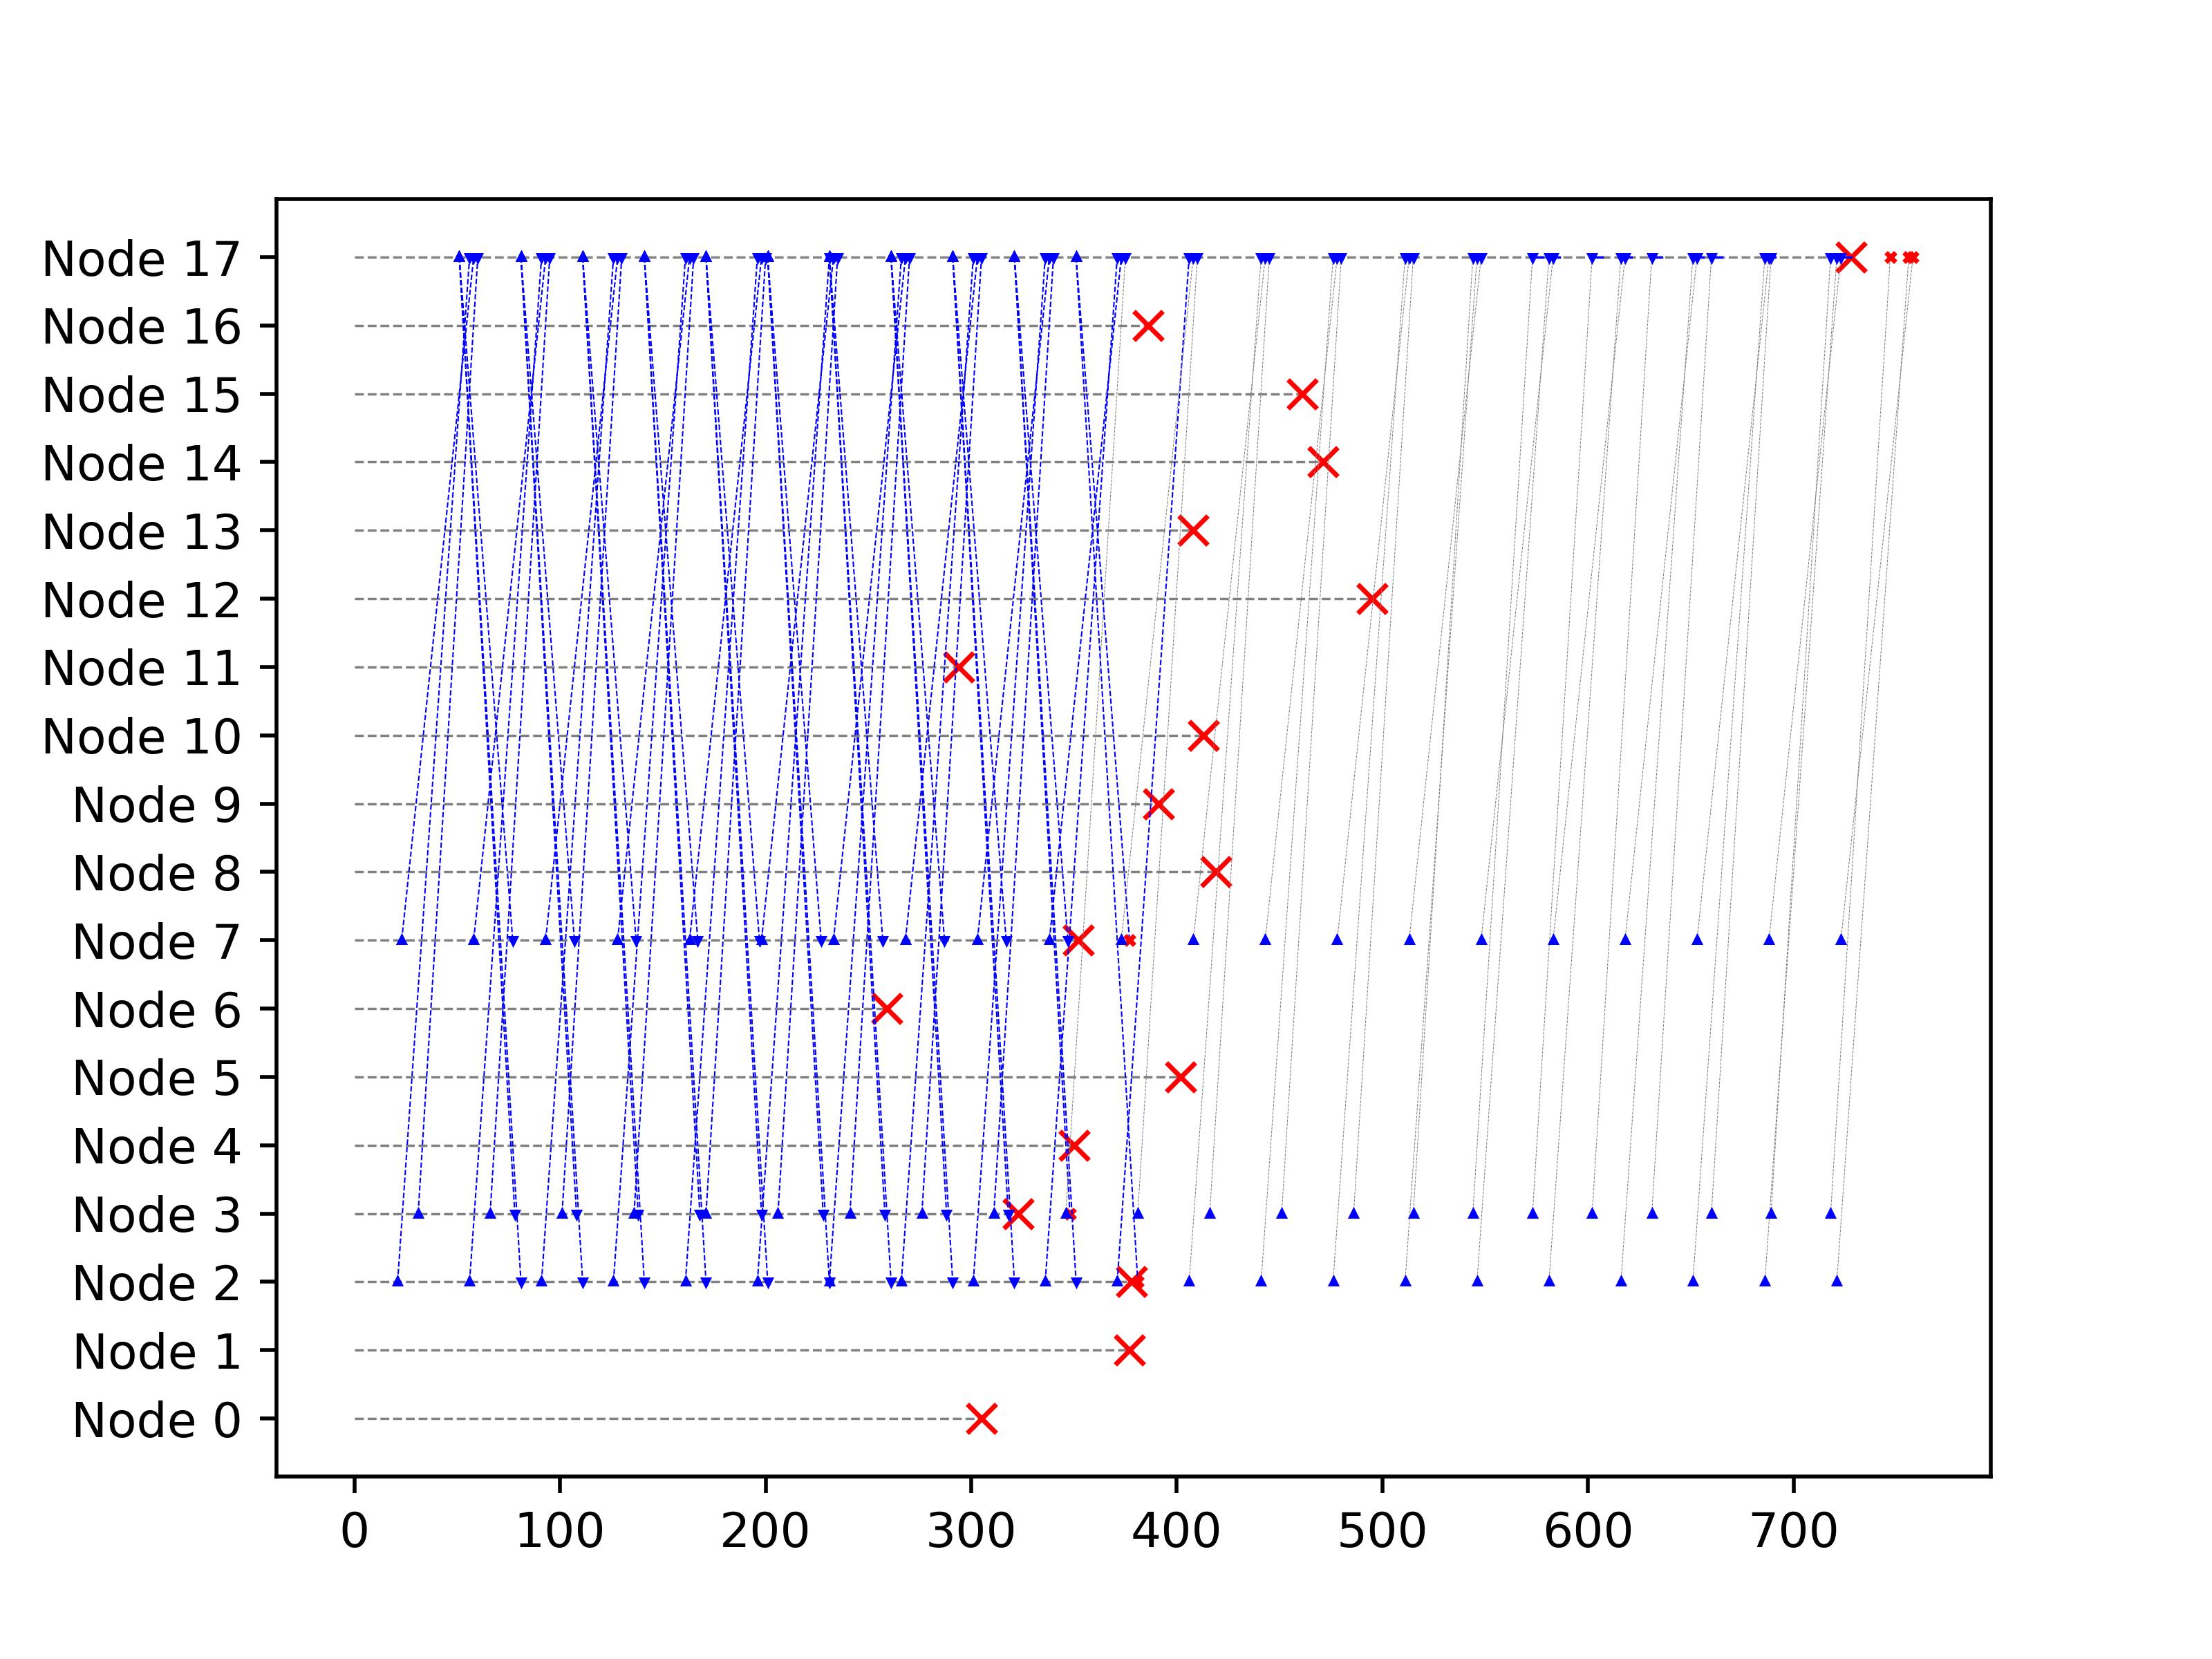 Node 17
Node 16
Node 15
Node 14
Node 13
Node 12
Node 11
Node 10
Node 9
Node 8
Node 7
Node 6
Node 5
Node 4
Node 3
Node 2
Node 1
Node 0
0 100 200 300 400 500 600 700